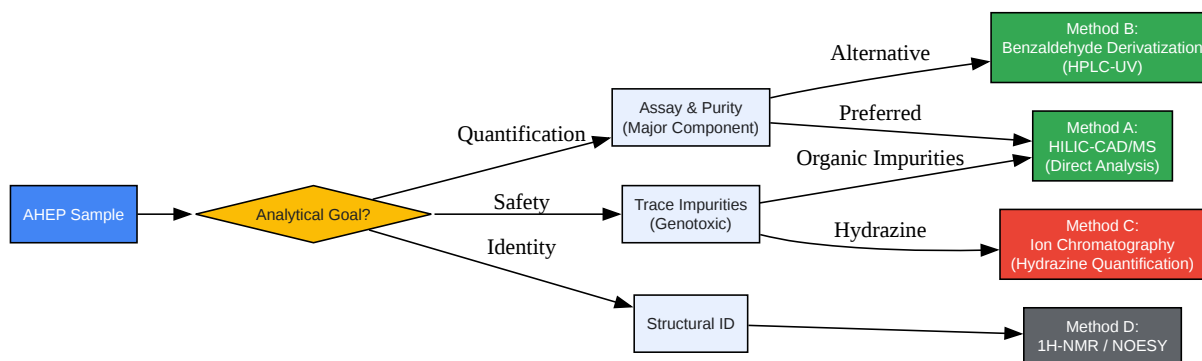 AHEP Sample
Analytical Goal?
Quantification
Safety
Identity
Assay & Purity
(Major Component)
Trace Impurities
(Genotoxic)
Structural ID
Alternative
Preferred
Organic Impurities
Hydrazine
Method B:
Benzaldehyde Derivatization
(HPLC-UV)
Method A:
HILIC-CAD/MS
(Direct Analysis)
Method C:
Ion Chromatography
(Hydrazine Quantification)
Method D:
1H-NMR / NOESY